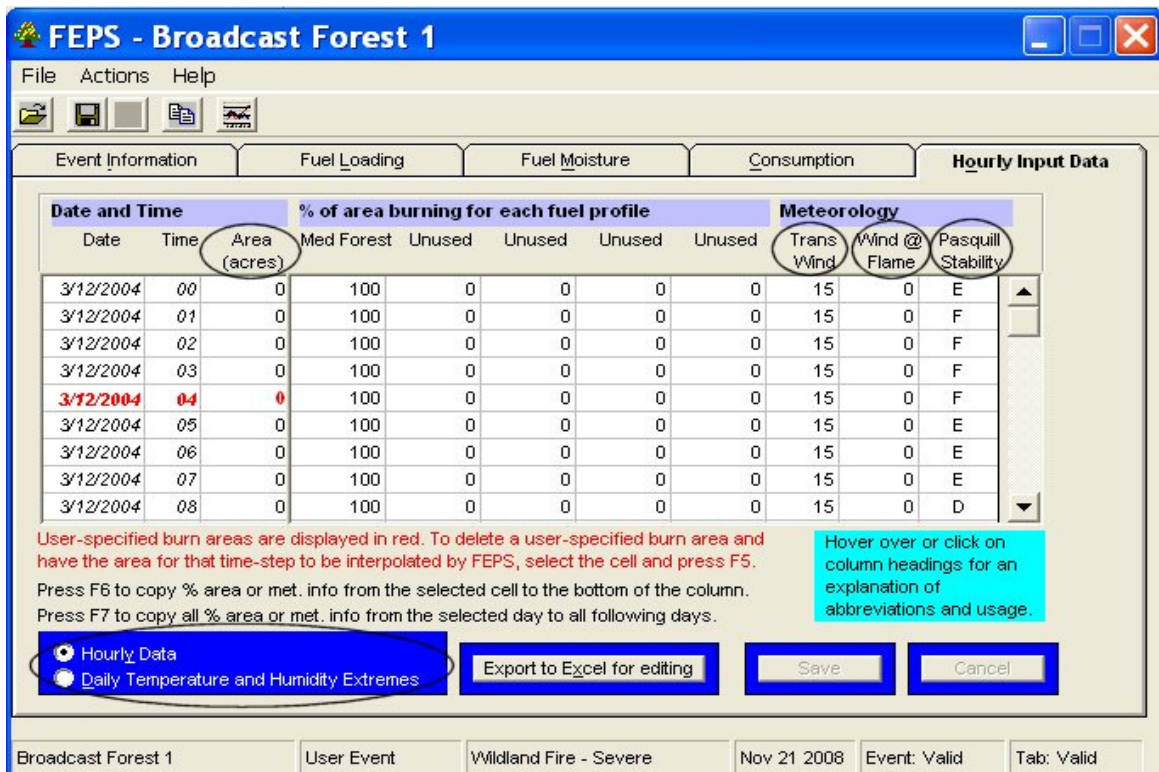 FEPS - Broadcast Forest 1
File Actions Help
Event Information Fuel Loading Fuel Moisture Consumption Hourly Input Data
Date and Time % of area burning for each fuel profile Meteorology
Date Time Area (acres) Med Forest Unused Unused Unused Unused Trans Wind Wind @ Flame Pasquill Stability
3/12/2004 00 0 100 0 0 0 0 15 0 E
3/12/2004 01 0 100 0 0 0 0 15 0 F
3/12/2004 02 0 100 0 0 0 0 15 0 F
3/12/2004 03 0 100 0 0 0 0 15 0 F
3/12/2004 04 0 100 0 0 0 0 15 0 F
3/12/2004 05 0 100 0 0 0 0 15 0 E
3/12/2004 06 0 100 0 0 0 0 15 0 E
3/12/2004 07 0 100 0 0 0 0 15 0 E
3/12/2004 08 0 100 0 0 0 0 15 0 D
User-specified burn areas are displayed in red. To delete a user-specified burn area and
have the area for that time-step to be interpolated by FEPS, select the cell and press F5.
Press F6 to copy % area or met. info from the selected cell to the bottom of the column.
Press F7 to copy all % area or met. info from the selected day to all following days.
Hover over or click on
column headings for an
explanation of
abbreviations and usage.
Hourly Data
Daily Temperature and Humidity Extremes
Export to Excel for editing Save Cancel
Broadcast Forest 1 User Event Wildland Fire - Severe Nov 21 2008 Event: Valid Tab: Valid